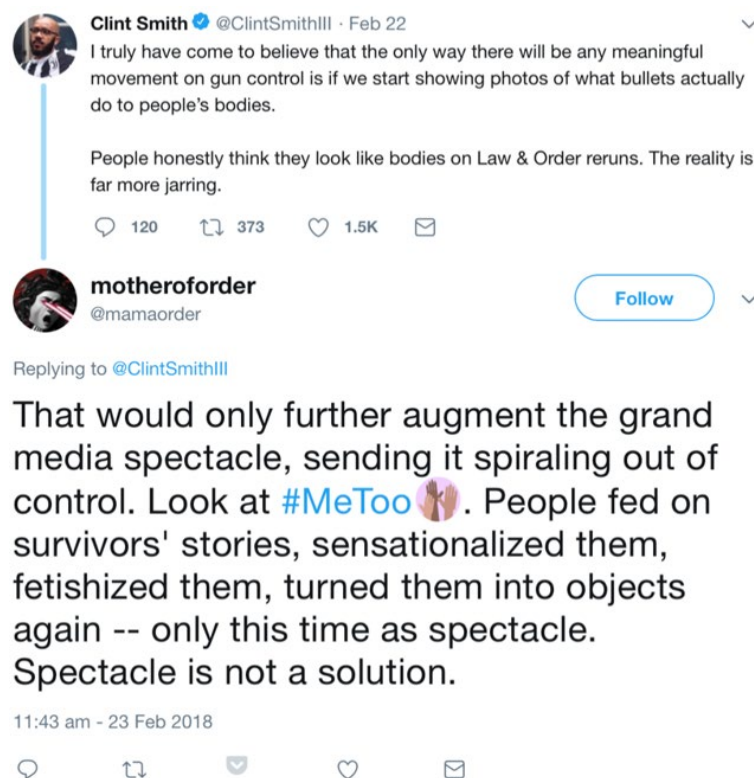 Clint Smith @ClintSmithIII · Feb 22
I truly have come to believe that the only way there will be any meaningful
movement on gun control is if we start showing photos of what bullets actually
do to people's bodies.
People honestly think they look like bodies on Law & Order reruns. The reality is
far more jarring.
120 373 1.5K
motheroforder
@mamaorder
Follow
Replying to @ClintSmithIII
That would only further augment the grand
media spectacle, sending it spiraling out of
control. Look at #MeToo. People fed on
survivors' stories, sensationalized them,
fetishized them, turned them into objects
again -- only this time as spectacle.
Spectacle is not a solution.
11:43 am - 23 Feb 2018